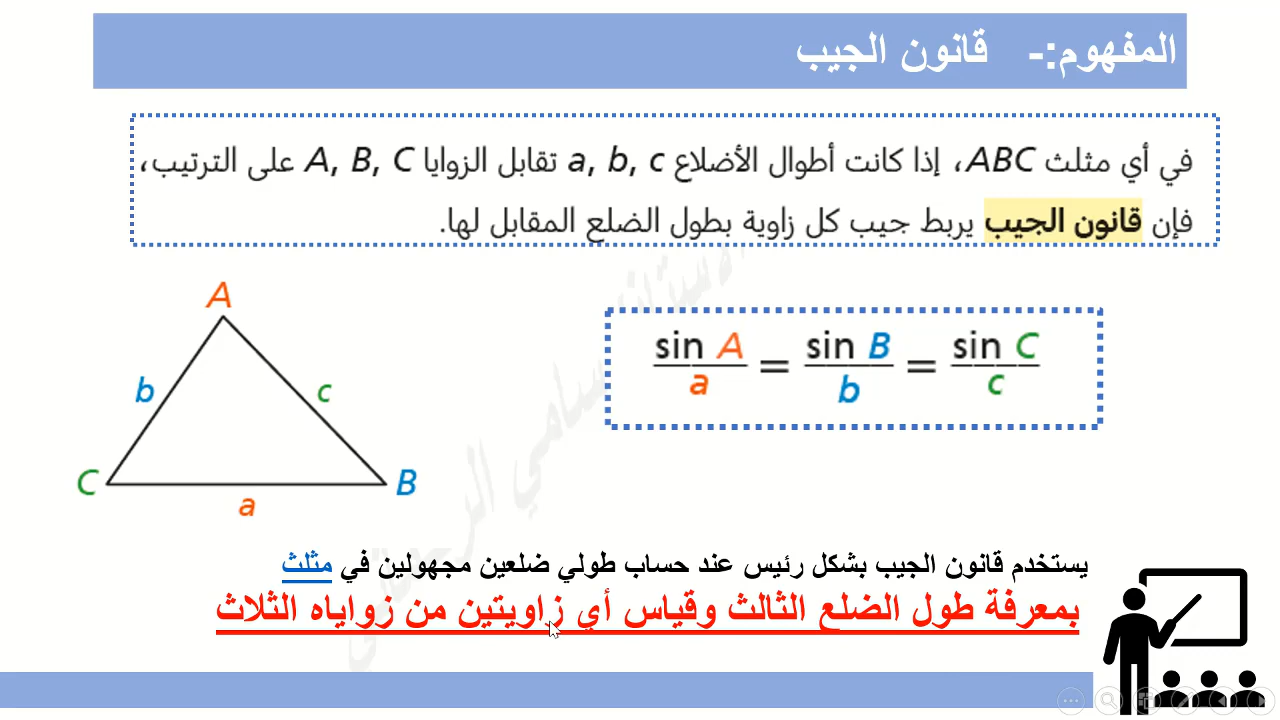 المفهوم:- قانون الجيب
في أي مثلث ABC، إذا كانت أطوال الأضلاع a, b, c تقابل الزوايا A, B, C على الترتيب،
فإن قانون الجيب يربط جيب كل زاوية بطول الضلع المقابل لها.
A
b
c
C
B
a
sin A / a = sin B / b = sin C / c
يستخدم قانون الجيب بشكل رئيس عند حساب طولي ضلعين مجهولين في مثلث
بمعرفة طول الضلع الثالث وقياس أي زاويتين من زواياه الثلاث